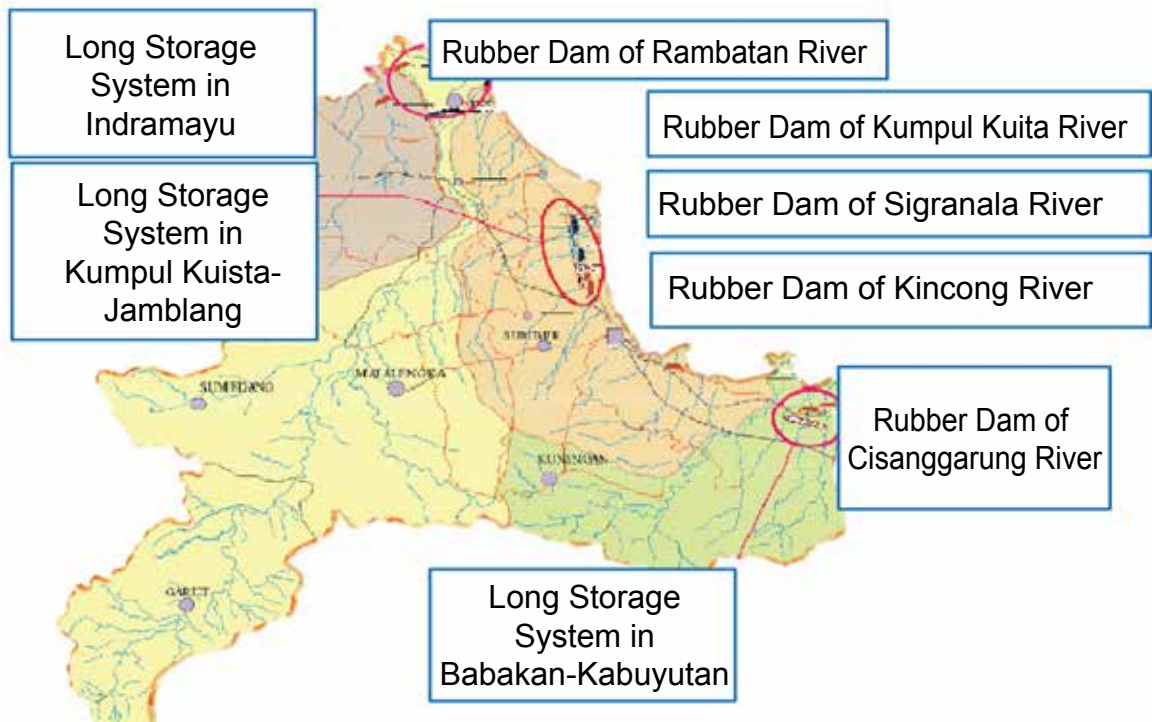 Long Storage
System in
Indramayu
Rubber Dam of Rambatan River
Rubber Dam of Kumpul Kuita River
Long Storage
System in
Kumpul Kuista-
Jamblang
Rubber Dam of Sigranala River
Rubber Dam of Kincong River
SUMBER
SUMEDANG
MAJALENGKA
Rubber Dam of
Cisanggarung River
KUNINGAN
Long Storage
System in
Babakan-Kabuyutan
GARUT